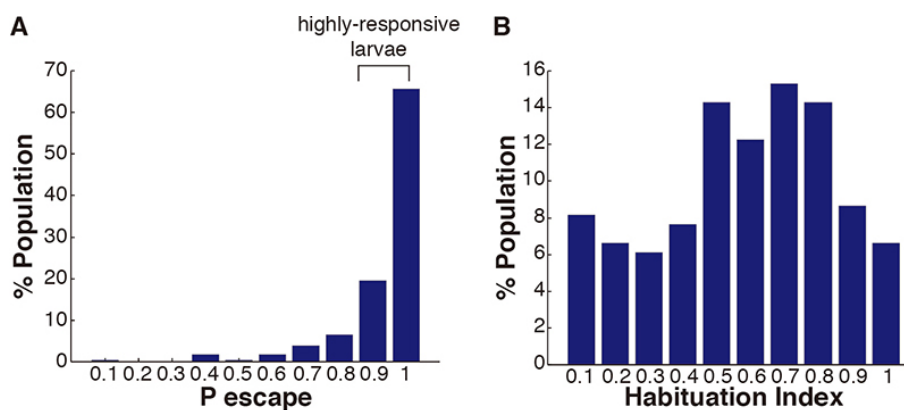 A
highly-responsive
larvae
70
60
50
40
30
20
10
0
% Population
0.1 0.2 0.3 0.4 0.5 0.6 0.7 0.8 0.9 1
P escape
B
16
14
12
10
8
6
4
2
0
% Population
0.1 0.2 0.3 0.4 0.5 0.6 0.7 0.8 0.9 1
Habituation Index